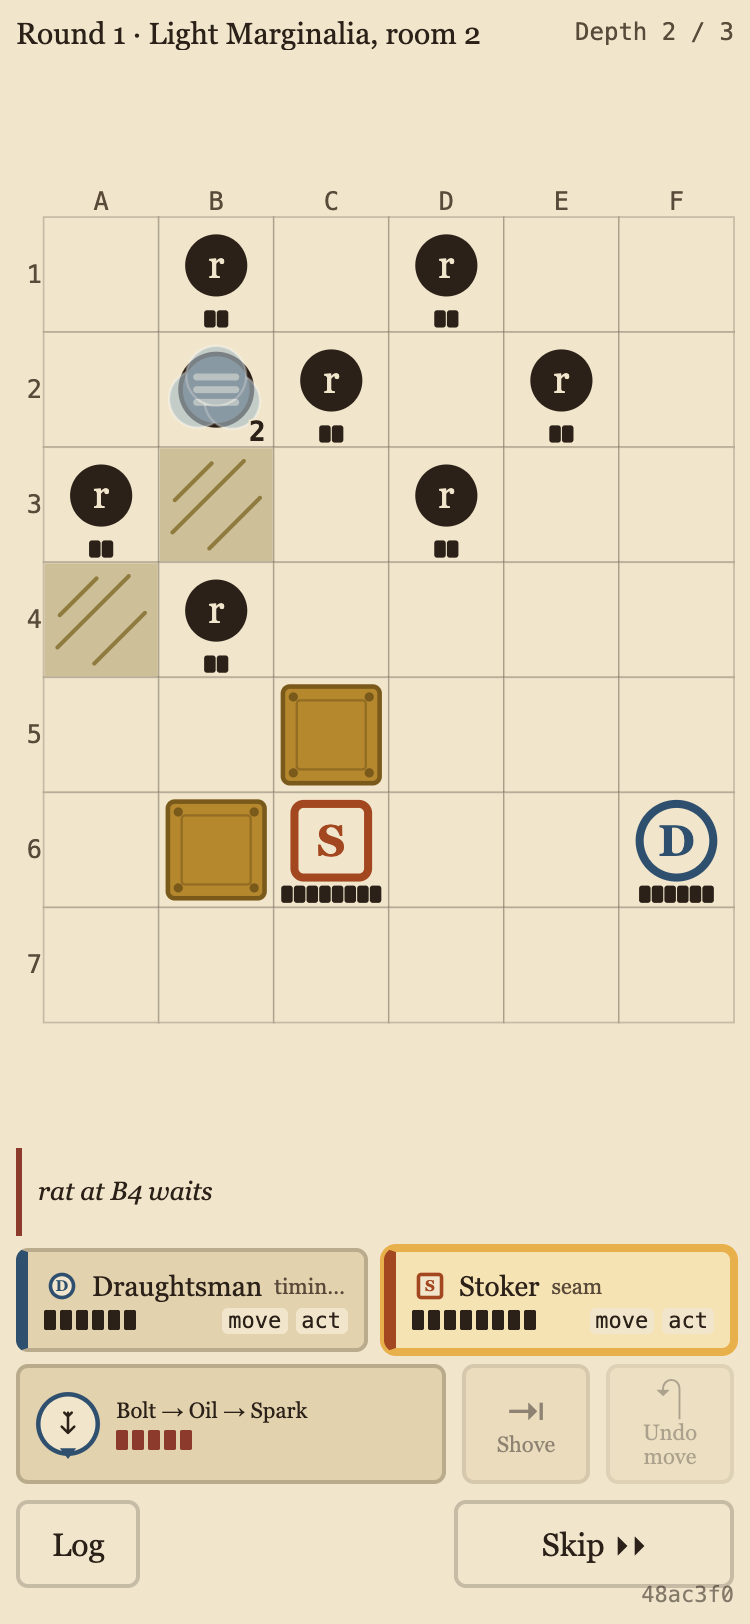 Round 1 · Light Marginalia, room 2
Depth 2 / 3
A B C D E F
1 r r
2 2 r r
3 r r
4 r
5
6 S D
7
rat at B4 waits
D Draughtsman timin...
move act
S Stoker seam
move act
Bolt → Oil → Spark
Shove
Undo
move
Log
Skip
48ac3f0